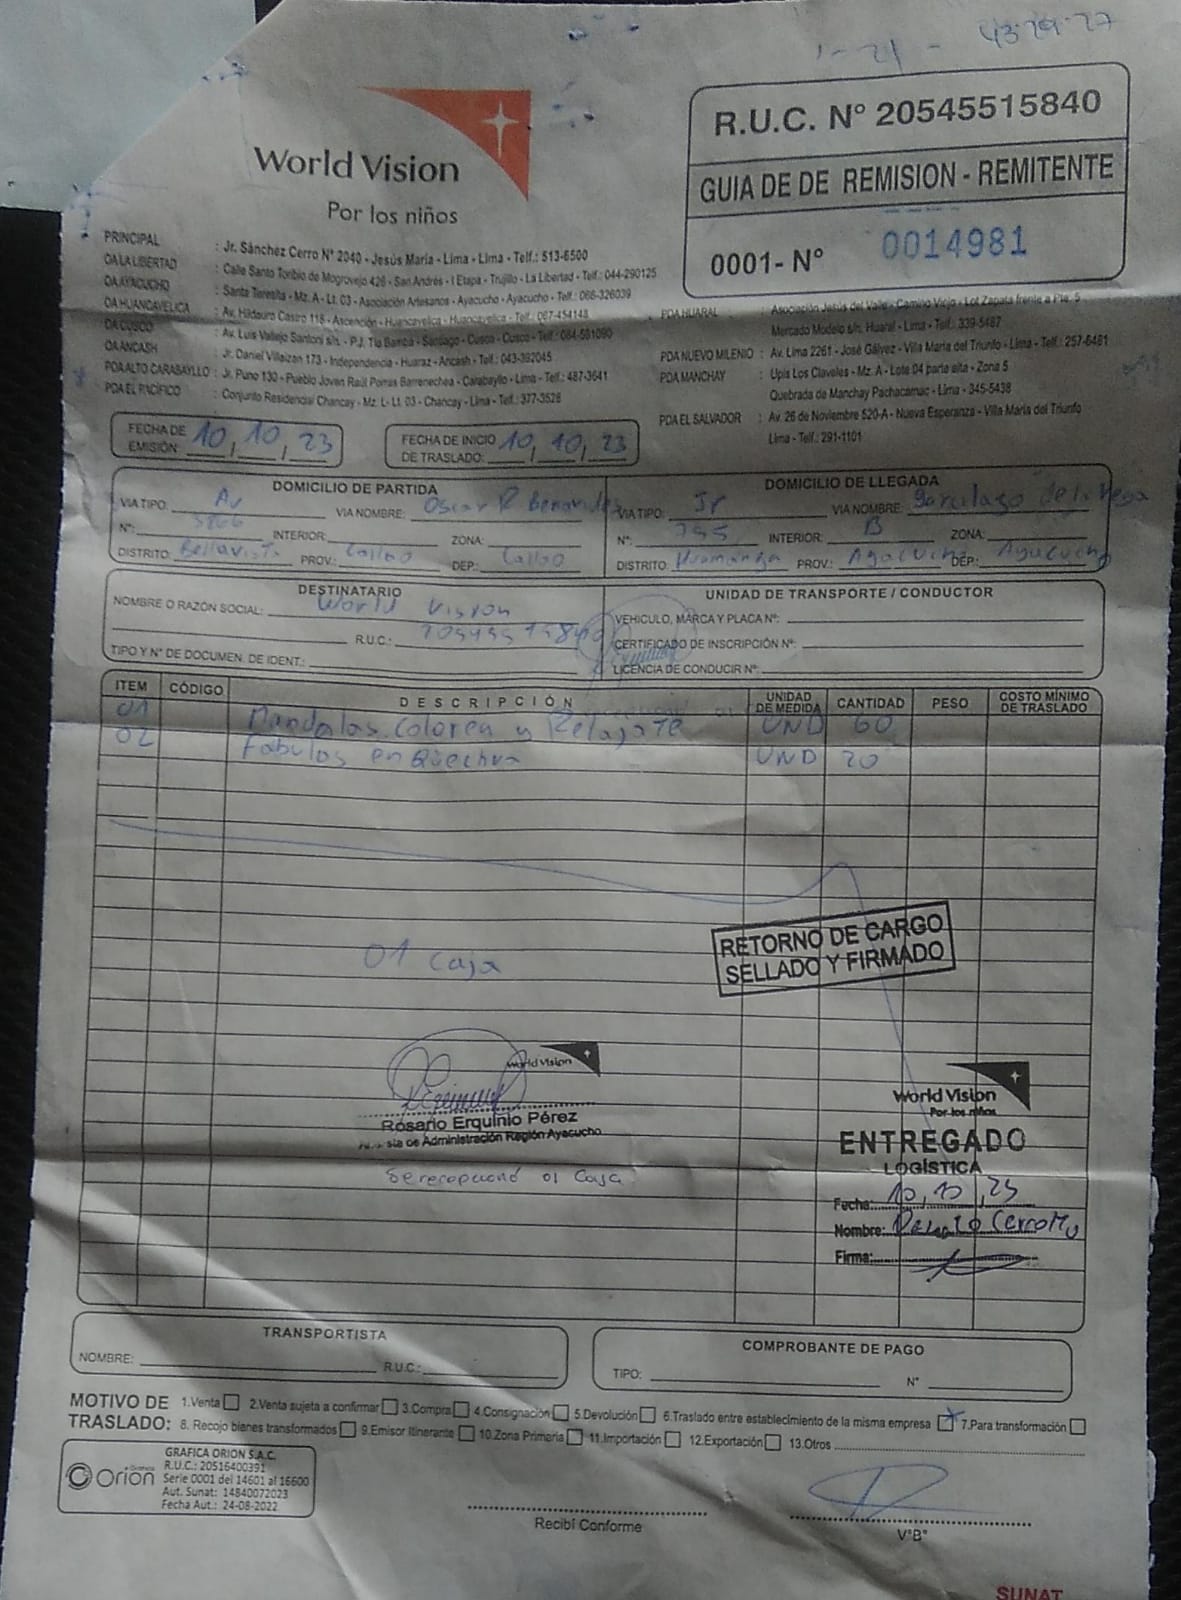 World Vision
Por los niños
R.U.C. Nº 20545515840
GUIA DE DE REMISION - REMITENTE
0001- Nº 0014981
PRINCIPAL : Jr. Sánchez Cerro Nº 2040 - Jesús María - Lima - Lima - Telf.: 513-6500
OA LA LIBERTAD : Calle Santo Toribio de Mogrovejo 426 - San Andrés - I Etapa - Trujillo - La Libertad - Telf.: 044-290125
OA AYACUCHO : Santa Teresita - Mz. A - Lt. 03 - Asociación Artesanos - Ayacucho - Ayacucho - Telf.: 066-326039
OA HUANCAVELICA : Av. Hildauro Castro 118 - Ascención - Huancavelica - Huancavelica - Telf.: 067-454148
OA CUSCO : Av. Luis Vallejo Santoni s/n. - P.J. Tio Bamba - Santiago - Cusco - Cusco - Telf.: 084-
OA ANCASH : Jr. Daniel Villaizan 173 - Independencia - Huaraz - Ancash - Telf.: 043-392045
PDA ALTO CARABAYLLO : Jr. Puno 130 - Pueblo Joven Raúl Porras Barrenechea - Carabayllo - Lima - Telf.: 487-3641
PDA EL PACÍFICO : Conjunto Residencial Chancay - Mz. L - Lt. 03 - Chancay - Lima - Telf.: 377-3528
PDA HUARAL : Asociación Jesús del Valle - Camino Viejo - Lot Zapata frente a Pte. 5
Mercado Modelo s/n. Huaral - Lima - Telf.: 339-5487
PDA NUEVO MILENIO : Av. Lima 2261 - José Gálvez - Villa María del Triunfo - Lima - Telf.: 257-6481
PDA MANCHAY : Upis Los Claveles - Mz. A - Lote 04 parte alta - Zona 5
Quebrada de Manchay Pachacamac - Lima - 345-5438
PDA EL SALVADOR : Av. 26 de Noviembre 520-A - Nueva Esperanza - Villa María del Triunfo
Lima - Telf.: 291-1101
FECHA DE EMISIÓN: 10, 10, 23
FECHA DE INICIO DE TRASLADO: 10, 10, 23
DOMICILIO DE PARTIDA
VIA TIPO: Av VIA NOMBRE: Oscar R Benavides
Nº: 3866 INTERIOR: ZONA:
DISTRITO: Bellavista PROV.: Callao DEP.: Callao
DOMICILIO DE LLEGADA
VIA TIPO: Jr VIA NOMBRE: Garcilazo de la Vega
Nº: 755 INTERIOR: B ZONA:
DISTRITO: Huamanga PROV.: Ayacucho DEP.: Ayacucho
DESTINATARIO
NOMBRE O RAZÓN SOCIAL: World Vision
R.U.C.: 20545515840
TIPO Y Nº DE DOCUMEN. DE IDENT.:
UNIDAD DE TRANSPORTE / CONDUCTOR
VEHICULO, MARCA Y PLACA Nº:
CERTIFICADO DE INSCRIPCIÓN Nº:
LICENCIA DE CONDUCIR Nº:
ITEM CÓDIGO DESCRIPCIÓN UNIDAD DE MEDIDA CANTIDAD PESO COSTO MÍNIMO DE TRASLADO
01 Mandalas. Colorea y Relajate UND 60
02 Fabulas en Quechua UND 20
01 Caja
RETORNO DE CARGO
SELLADO Y FIRMADO
World Vision
Rosario Erquinio Pérez
de Administración Región Ayacucho
Se recepcionó 01 Caja
World Vision
Por los niños
ENTREGADO
LOGÍSTICA
Fecha: 10, 10, 23
Nombre:
Firma:
TRANSPORTISTA
NOMBRE: R.U.C.:
COMPROBANTE DE PAGO
TIPO: Nº
MOTIVO DE TRASLADO: 1.Venta 2.Venta sujeta a confirmar 3.Compra 4.Consignación 5.Devolución 6.Traslado entre establecimiento de la misma empresa X 7.Para transformación
8. Recojo bienes transformados 9.Emisor Itinerante 10.Zona Primaria 11.Importación 12.Exportación 13.Otros
Orion
GRAFICA ORION S.A.C.
R.U.C.: 20516400391
Serie 0001 del 14601 al 16600
Aut. Sunat: 14840072023
Fecha Aut.: 24-08-2022
Recibí Conforme
VºBº
SUNAT